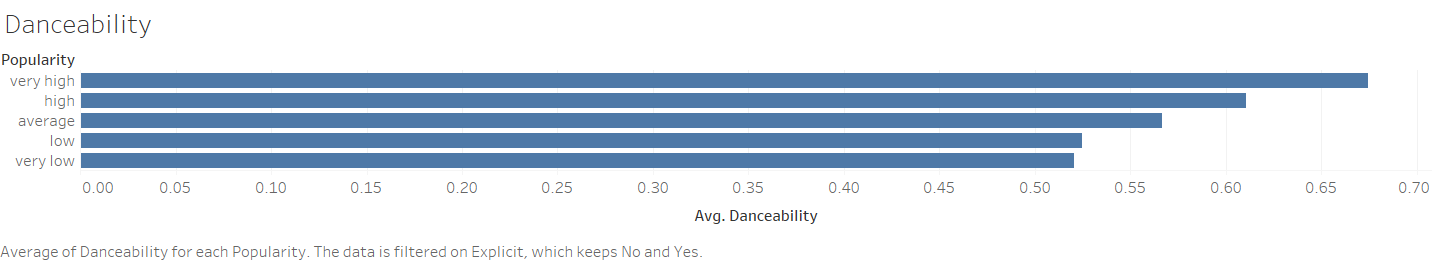 Danceability
Popularity
very high
high
average
low
very low
0.00 0.05 0.10 0.15 0.20 0.25 0.30 0.35 0.40 0.45 0.50 0.55 0.60 0.65 0.70
Avg. Danceability
Average of Danceability for each Popularity. The data is filtered on Explicit, which keeps No and Yes.